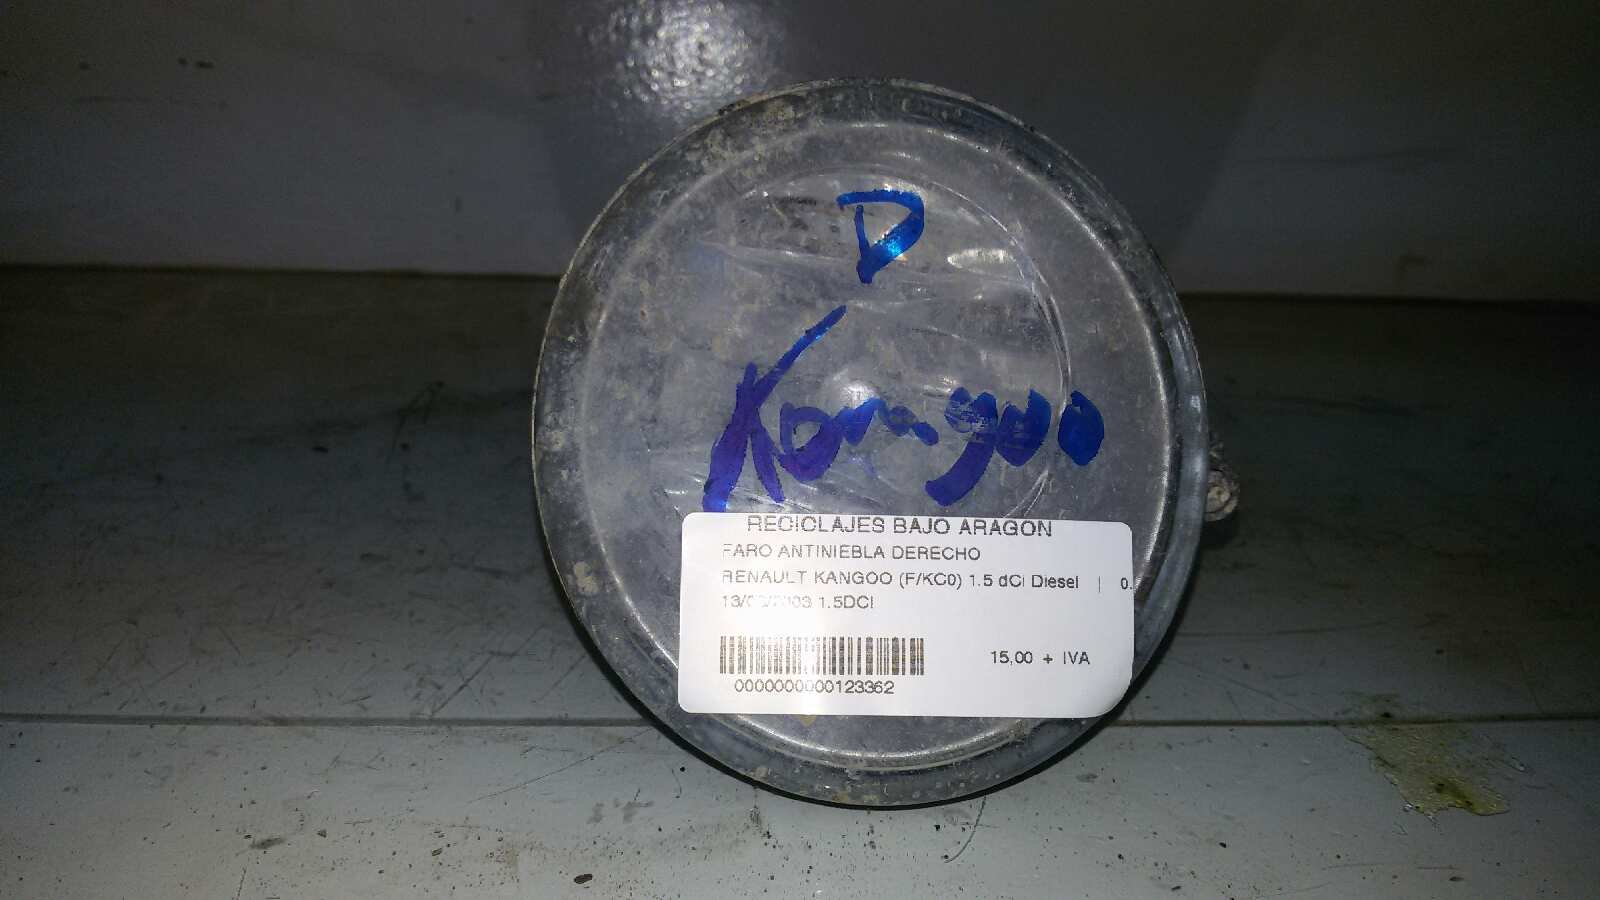 D
Kangoo
RECICLAJES BAJO ARAGON
FARO ANTINIEBLA DERECHO
RENAULT KANGOO (F/KC0) 1.5 dCi Diesel | 0.
1.5DCI
15,00 + IVA
0000000000123362